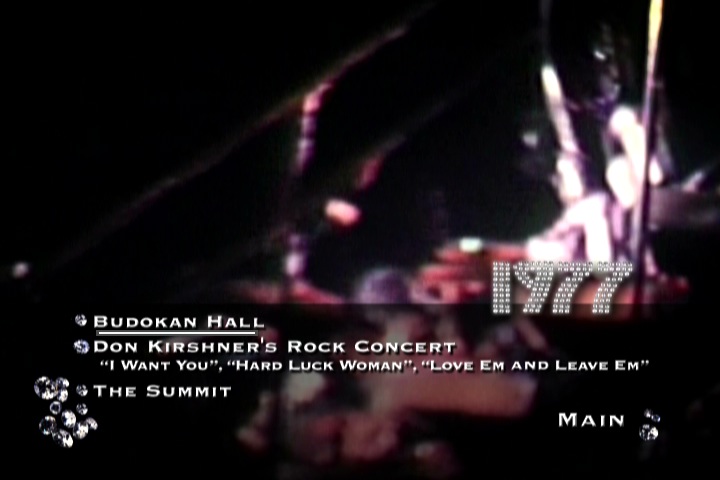 1977
Budokan Hall
Don Kirshner's Rock Concert
"I Want You", "Hard Luck Woman", "Love Em and Leave Em"
The Summit
Main